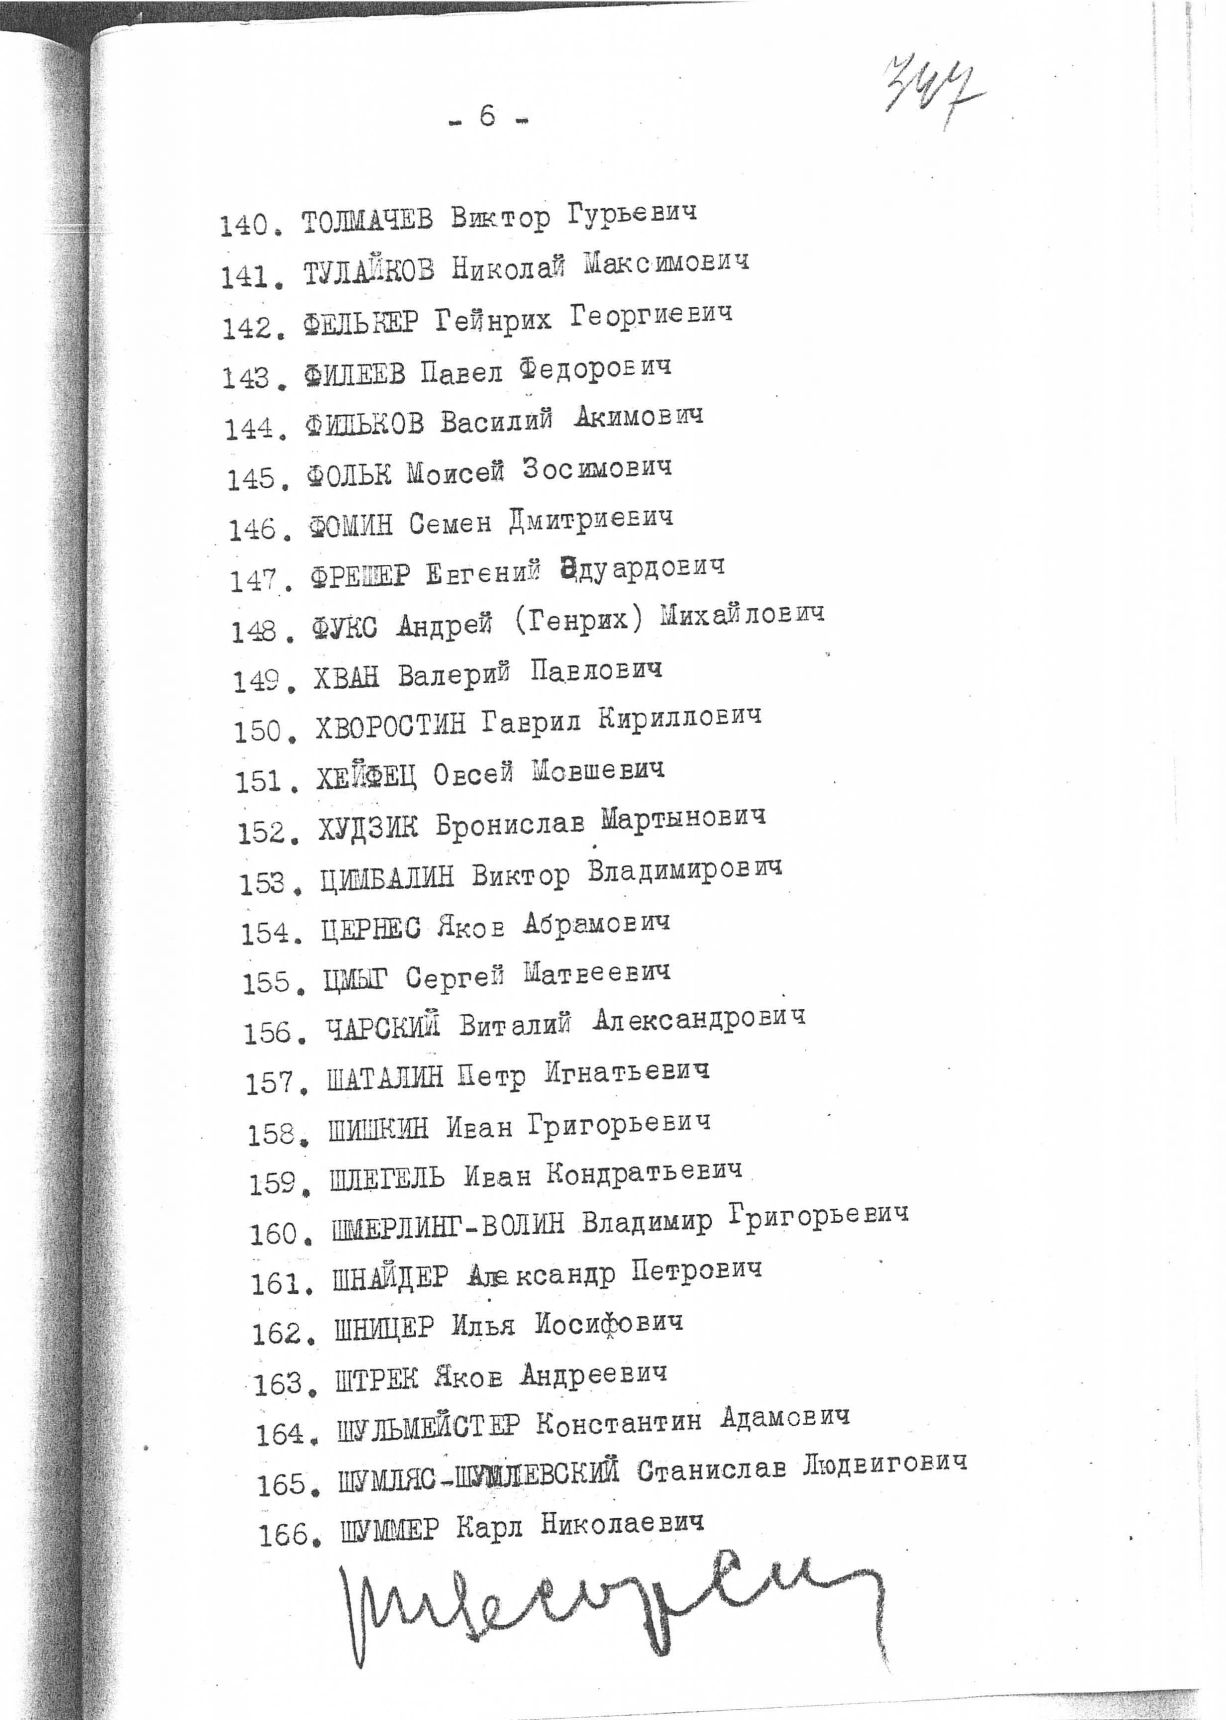 347
- 6 -
140. ТОЛМАЧЕВ Виктор Гурьевич
141. ТУЛАЙКОВ Николай Максимович
142. ФЕЛЬКЕР Гейнрих Георгиевич
143. ФИЛЕЕВ Павел Федорович
144. ФИЛЬКОВ Василий Акимович
145. ФОЛЬК Моисей Зосимович
146. ФОМИН Семен Дмитриевич
147. ФРЕШЕР Евгений Эдуардович
148. ФУКС Андрей (Генрих) Михайлович
149. ХВАН Валерий Павлович
150. ХВОРОСТИН Гаврил Кириллович
151. ХЕЙФЕЦ Овсей Мовшевич
152. ХУДЗИК Бронислав Мартынович
153. ЦИМБАЛИН Виктор Владимирович
154. ЦЕРНЕС Яков Абрамович
155. ЦМЫГ Сергей Матвеевич
156. ЧАРСКИЙ Виталий Александрович
157. ШАТАЛИН Петр Игнатьевич
158. ШИШКИН Иван Григорьевич
159. ШЛЕГЕЛЬ Иван Кондратьевич
160. ШМЕРЛИНГ-ВОЛИН Владимир Григорьевич
161. ШНАЙДЕР Александр Петрович
162. ШНИЦЕР Илья Иосифович
163. ШТРЕК Яков Андреевич
164. ШУЛЬМЕЙСТЕР Константин Адамович
165. ШУМЛЯС-ШУМЛЕВСКИЙ Станислав Людвигович
166. ШУММЕР Карл Николаевич